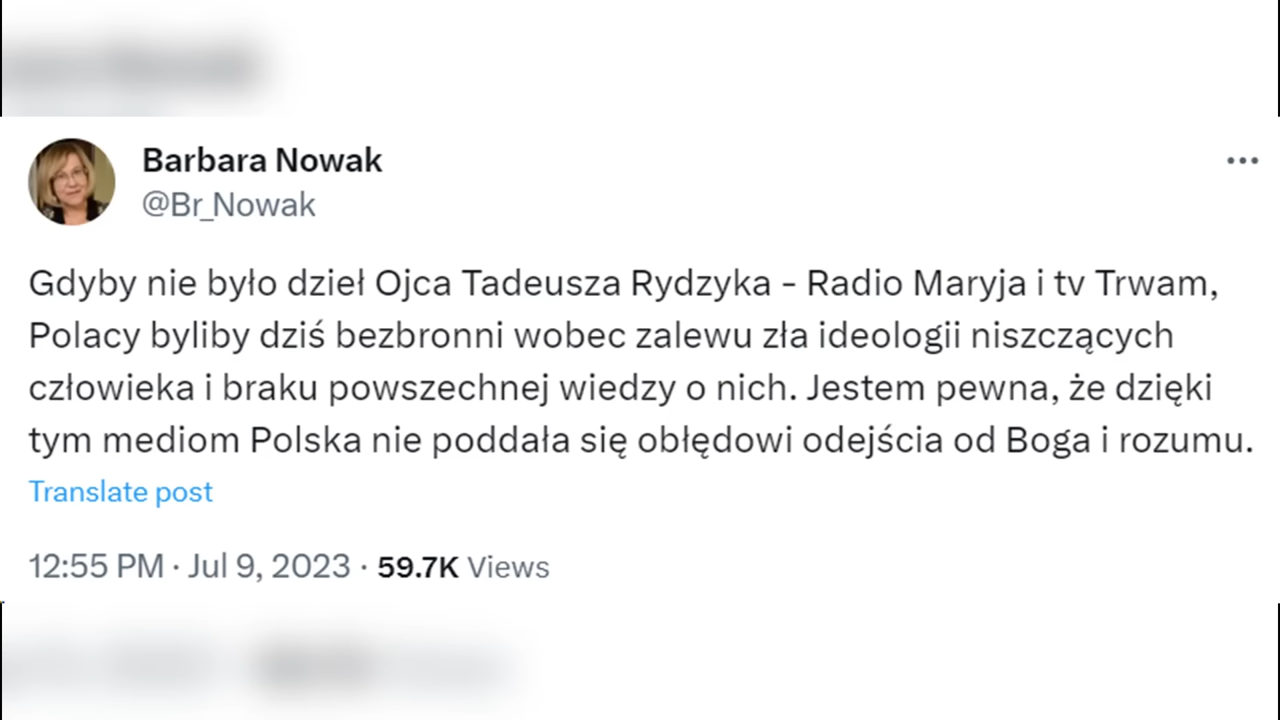 Barbara Nowak
@Br_Nowak
Gdyby nie było dzieł Ojca Tadeusza Rydzyka - Radio Maryja i tv Trwam,
Polacy byliby dziś bezbronni wobec zalewu zła ideologii niszczących
człowieka i braku powszechnej wiedzy o nich. Jestem pewna, że dzięki
tym mediom Polska nie poddała się obłędowi odejścia od Boga i rozumu.
Translate post
12:55 PM · Jul 9, 2023 · 59.7K Views